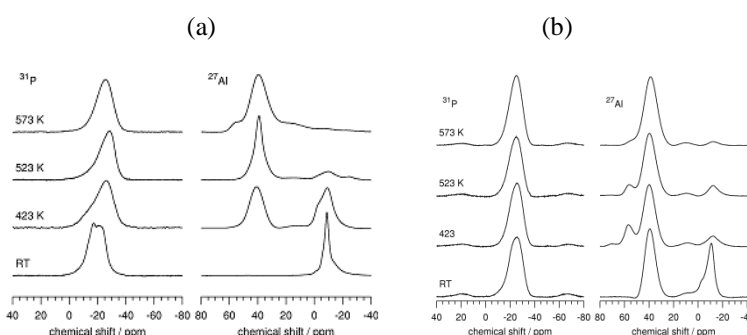 (a) (b)
³¹P ²⁷Al
573 K
523 K
423 K
RT
80 60 40 20 0 -20 -40 -60 -80
chemical shift / ppm
80 60 40 20 0 -20 -40
chemical shift / ppm
³¹P ²⁷Al
573 K
523 K
423
RT
40 20 0 -20 -40 -60 -80
chemical shift / ppm
80 60 40 20 0 -20 -40
chemical shift / ppm